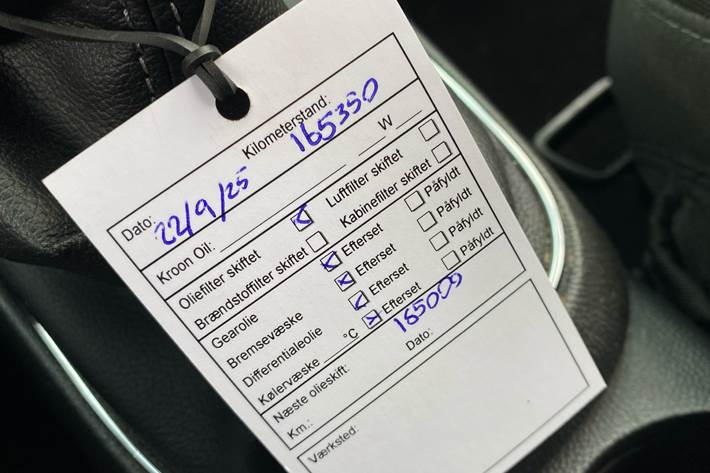 Dato: Kilometerstand:
22/9/25 165350
Kroon Oil: W
Oliefilter skiftet Luftfilter skiftet
Brændstoffilter skiftet Kabinefilter skiftet
Gearolie Efterset Påfyldt
Bremsevæske Efterset Påfyldt
Differentialeolie Efterset Påfyldt
Kølervæske °C Efterset Påfyldt
Næste olieskift: 185000
Km.: Dato:
Værksted: